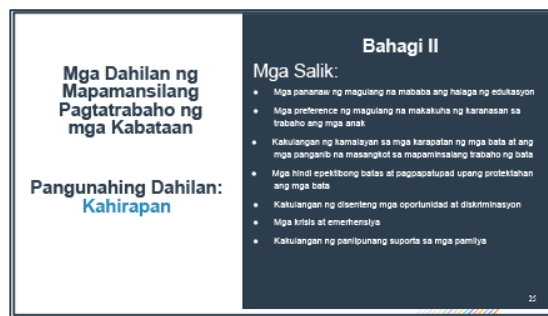 Mga Dahilan ng
Mapamansilang
Pagtatrabaho ng
mga Kabataan
Pangunahing Dahilan:
Kahirapan
Bahagi II
Mga Salik:
• Mga pananaw ng magulang na mababa ang halaga ng edukasyon
• Mga preference ng magulang na makakuha ng karanasan sa
trabaho ang mga anak
• Kakulangan ng kamalayan sa mga karapatan ng mga bata at ang
mga panganib na masangkot sa mapaminsalang trabaho ng bata
• Mga hindi epektibong batas at pagpapatupad upang protektahan
ang mga bata
• Kakulangan ng disenteng mga oportunidad at diskriminasyon
• Mga krisis at emerhensiya
• Kakulangan ng panlipunang suporta sa mga pamilya
25